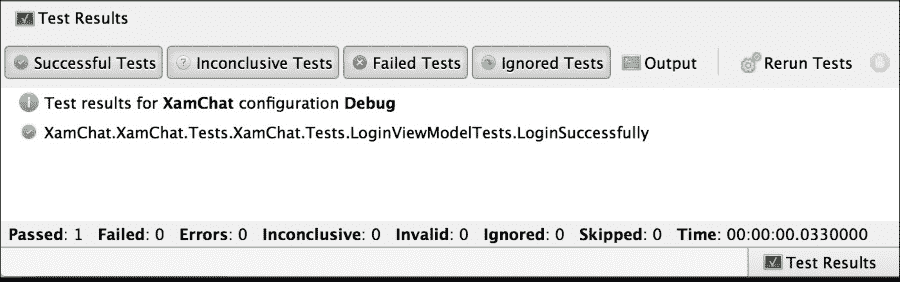 Test Results
Successful Tests Inconclusive Tests Failed Tests Ignored Tests Output Rerun Tests
Test results for XamChat configuration Debug
XamChat.XamChat.Tests.XamChat.Tests.LoginViewModelTests.LoginSuccessfully
Passed: 1 Failed: 0 Errors: 0 Inconclusive: 0 Invalid: 0 Ignored: 0 Skipped: 0 Time: 00:00:00.0330000
Test Results